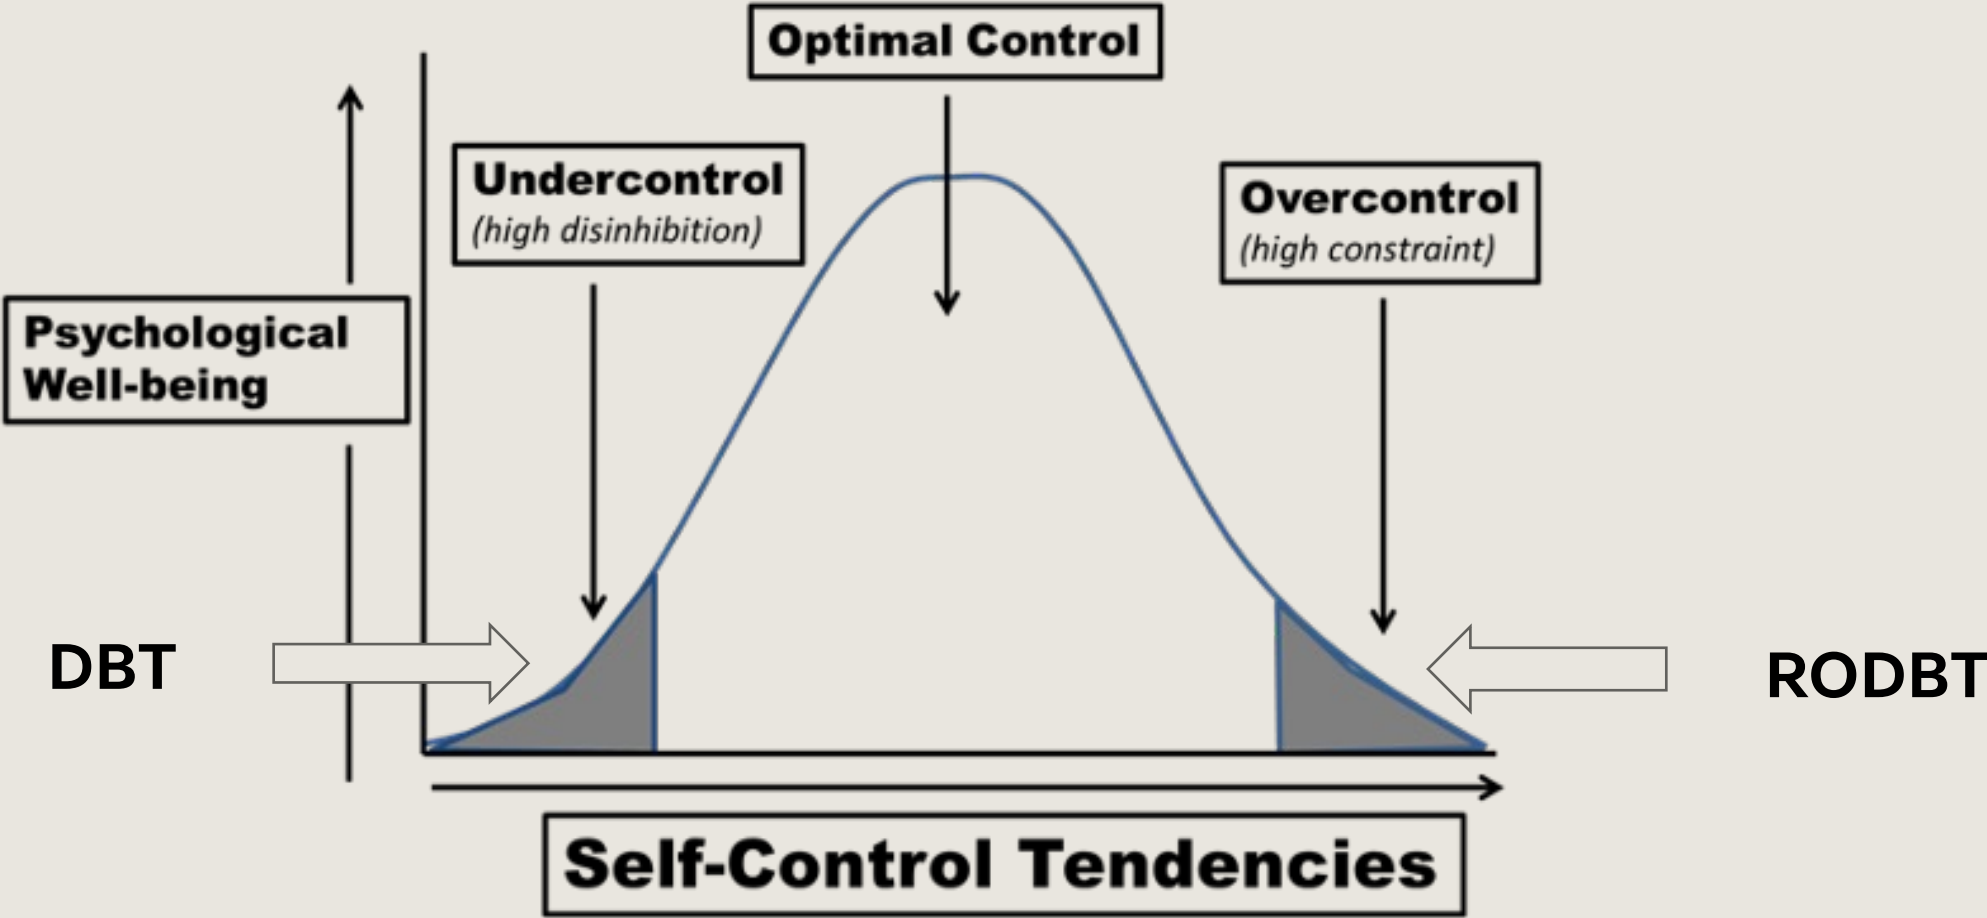 Optimal Control
Undercontrol
(high disinhibition)
Overcontrol
(high constraint)
Psychological
Well-being
DBT
RODBT
Self-Control Tendencies